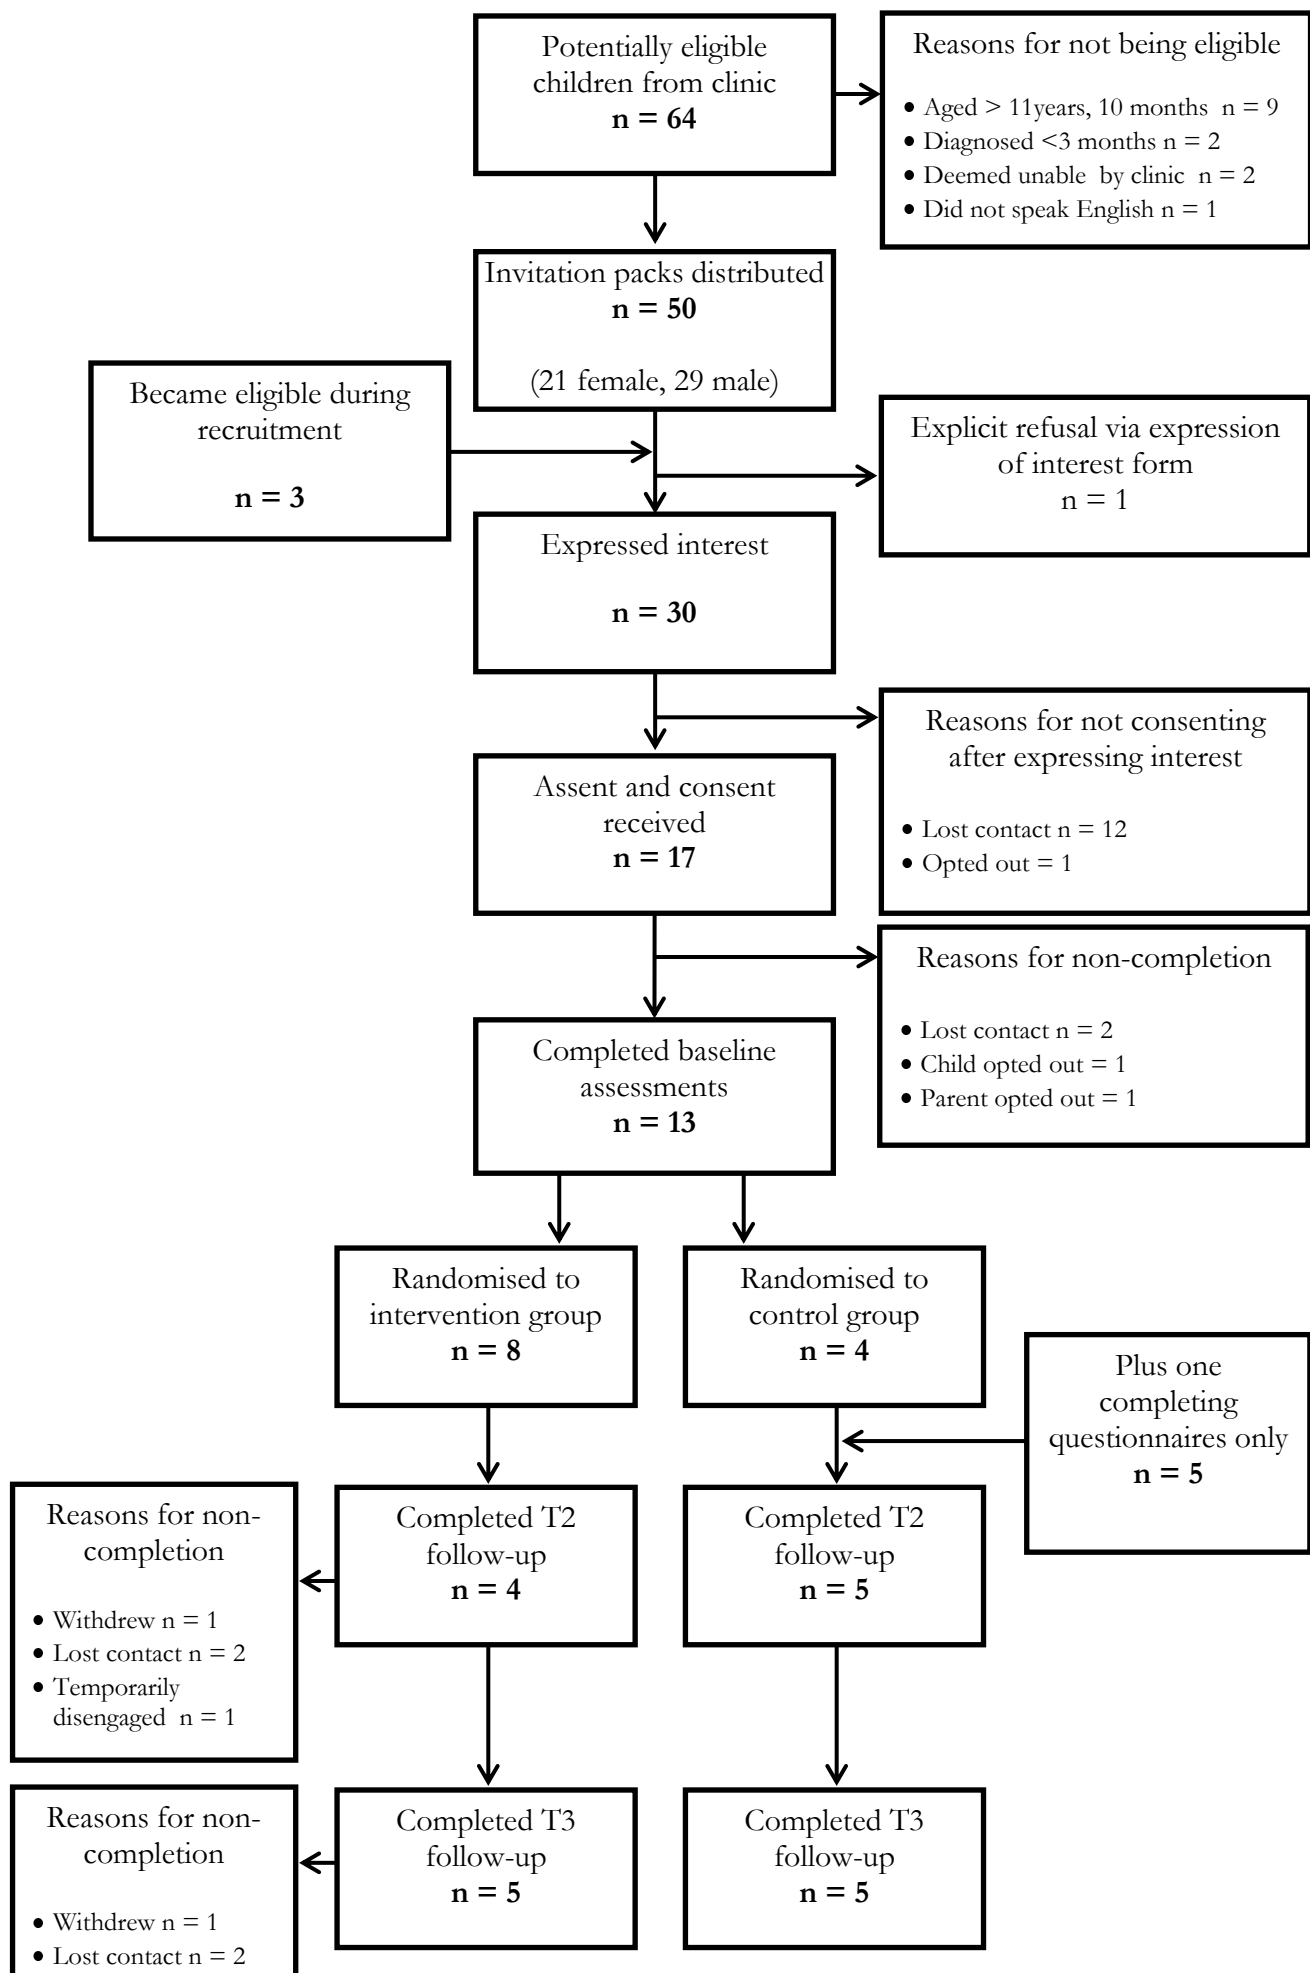 Potentially eligible
children from clinic
n = 64
Reasons for not being eligible
• Aged > 11years, 10 months n = 9
• Diagnosed <3 months n = 2
• Deemed unable by clinic n = 2
• Did not speak English n = 1
Invitation packs distributed
n = 50
(21 female, 29 male)
Became eligible during
recruitment
n = 3
Explicit refusal via expression
of interest form
n = 1
Expressed interest
n = 30
Reasons for not consenting
after expressing interest
• Lost contact n = 12
• Opted out = 1
Assent and consent
received
n = 17
Reasons for non-completion
• Lost contact n = 2
• Child opted out = 1
• Parent opted out = 1
Completed baseline
assessments
n = 13
Randomised to
intervention group
n = 8
Randomised to
control group
n = 4
Plus one
completing
questionnaires only
n = 5
Reasons for non-
completion
• Withdrew n = 1
• Lost contact n = 2
• Temporarily
disengaged n = 1
Completed T2
follow-up
n = 4
Completed T2
follow-up
n = 5
Reasons for non-
completion
• Withdrew n = 1
• Lost contact n = 2
Completed T3
follow-up
n = 5
Completed T3
follow-up
n = 5